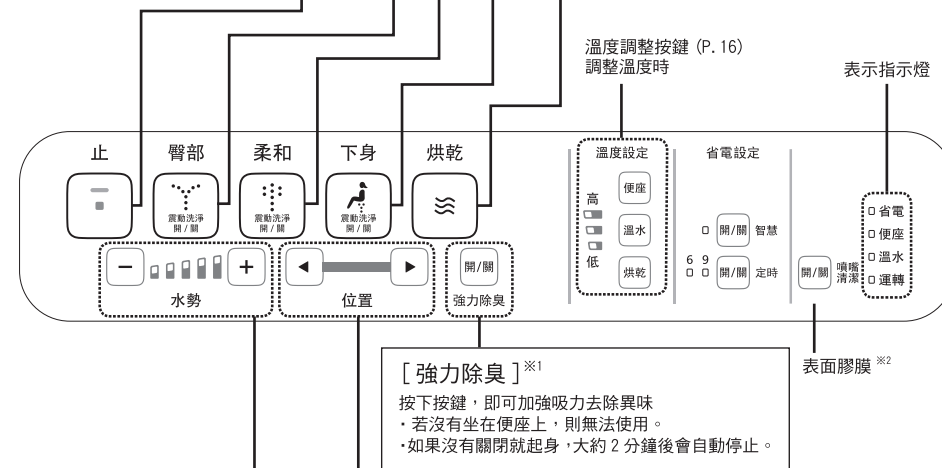 溫度調整按鍵 (P. 16)
調整溫度時
表示指示燈
止
臀部
柔和
下身
烘乾
溫度設定
省電設定
震動洗淨
開 / 關
震動洗淨
開 / 關
震動洗淨
開 / 關
高
低
便座
溫水
烘乾
開/關
智慧
6 9
開/關
定時
開/關
噴嘴
清潔
省電
便座
溫水
運轉
−
+
水勢
位置
開/關
強力除臭
表面膠膜 ※2
[ 強力除臭 ]※1
按下按鍵，即可加強吸力去除異味
・若沒有坐在便座上，則無法使用。
・如果沒有關閉就起身，大約 2 分鐘後會自動停止。